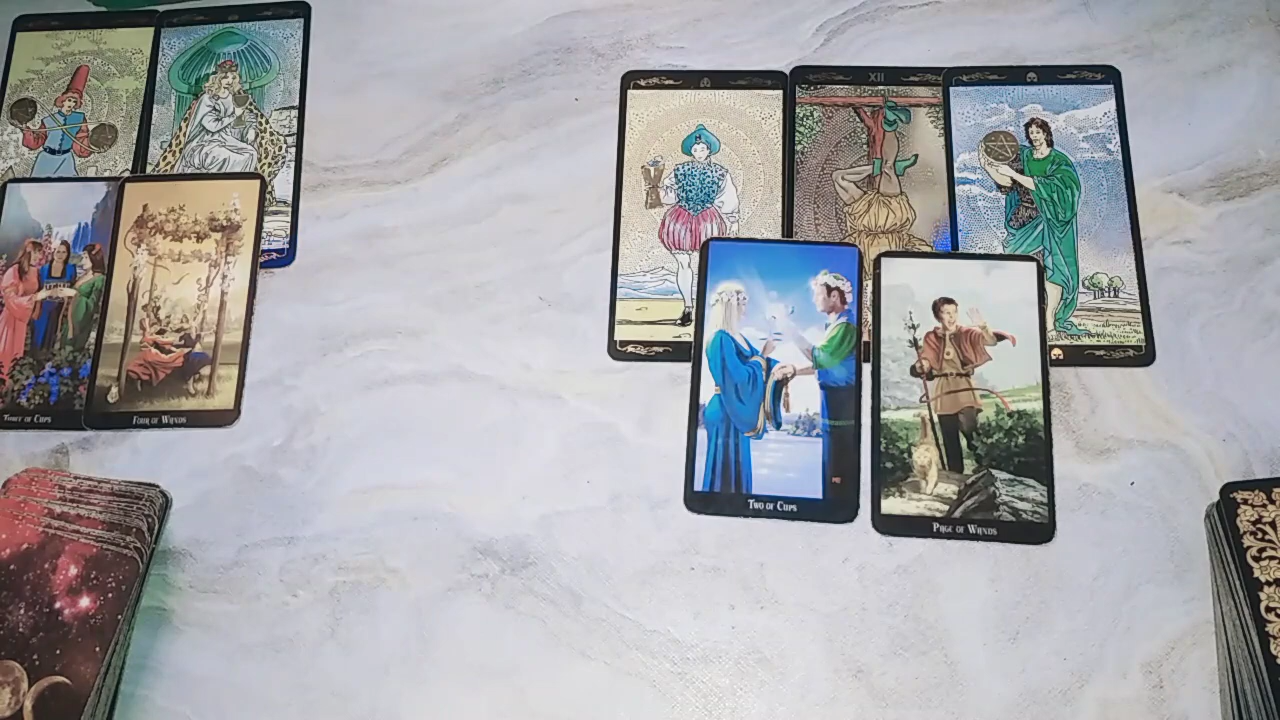 XII
Three of Cups
Four of Wands
Two of Cups
Page of Wands